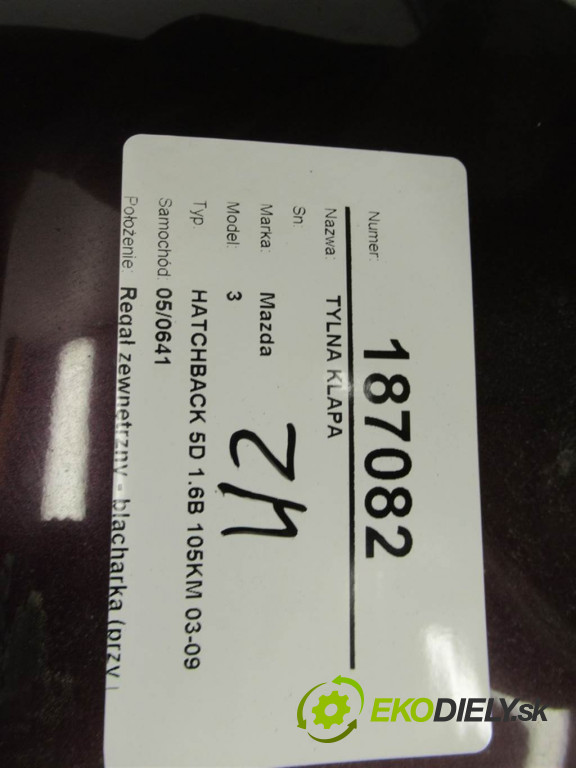 Numer: 187082
Nazwa: TYLNA KLAPA
Sn:
Marka: Mazda
Model: 3
Typ HATCHBACK 5D 1.6B 105KM 03-09
Samochód: 05/0641
Położenie: Regał zewnętrzny - blacharka (przy
EKODIELY.sk